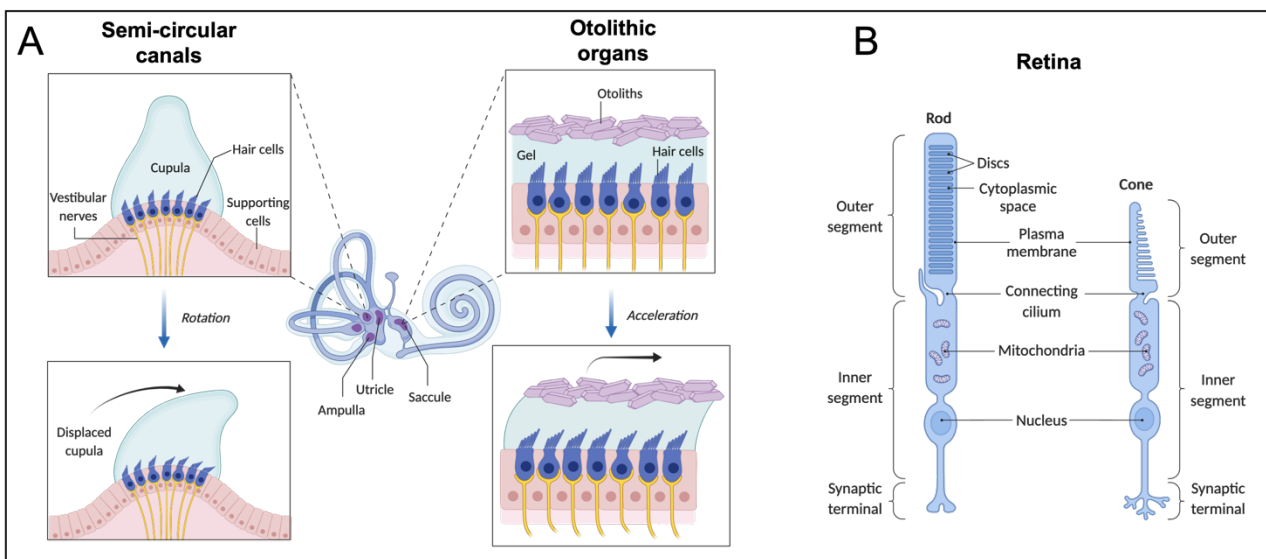 A
Semi-circular
canals
Otolithic
organs
B
Retina
Cupula
Hair cells
Vestibular
nerves
Supporting
cells
Rotation
Displaced
cupula
Ampulla
Utricle
Saccule
Otoliths
Gel
Hair cells
Acceleration
Rod
Discs
Cytoplasmic
space
Plasma
membrane
Connecting
cilium
Mitochondria
Nucleus
Outer
segment
Inner
segment
Synaptic
terminal
Cone
Outer
segment
Inner
segment
Synaptic
terminal